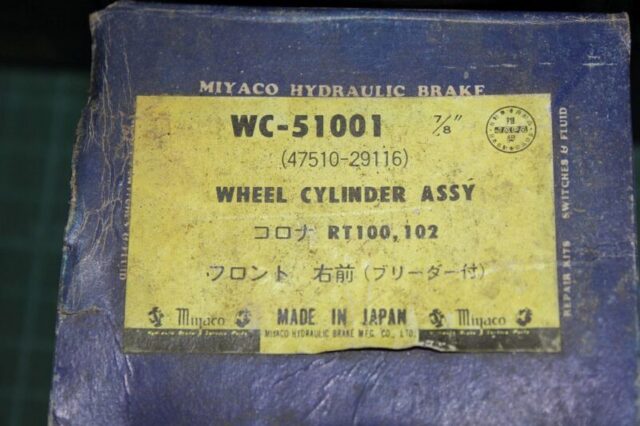 MIYACO HYDRAULIC BRAKE
WC-51001 7/8"
(47510-29116)
WHEEL CYLINDER ASSY
コロナ RT100,102
フロント 右前(ブリーダー付)
Miyaco MADE IN JAPAN Miyaco
MIYACO HYDRAULIC BRAKE MFG. CO., LTD.
REPAIR KITS SWITCHES & FLUID